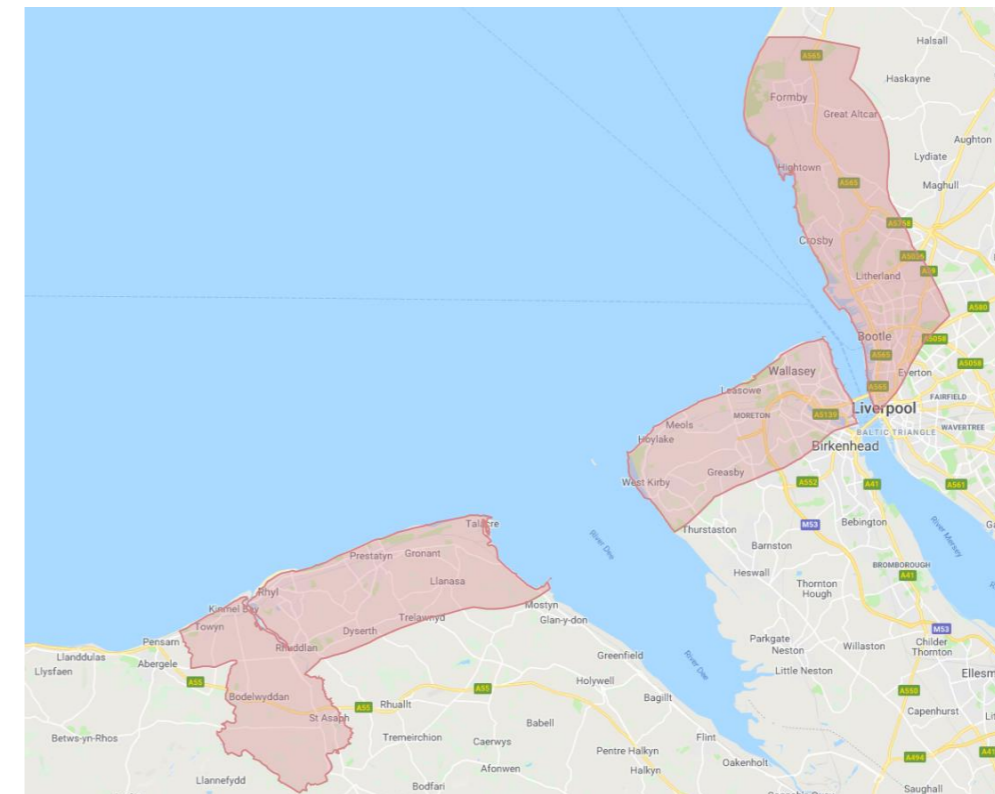 Halsall
A565
Haskayne
Formby
Great Altcar
Aughton
Lydiate
Hightown
A565
Maghull
A5758
Crosby
A5036
Litherland
A59
A580
Bootle
A5058
A565
A5058
Wallasey
Everton
A565
Leasowe
FAIRFIELD
Liverpool
MORETON
A5139
Meols
BALTIC TRIANGLE
WAVERTREE
Hoylake
Birkenhead
Greasby
West Kirby
A552
A41
A561
Talacre
M53
Bebington
Thurstaston
River Mersey
River Dee
Barnston
Prestatyn
Gronant
BROMBOROUGH
Heswall
A41
Llanasa
Thornton
Hough
Rhyl
Kinmel Bay
Mostyn
Trelawnyd
Glan-y-don
Towyn
M53
Dyserth
Parkgate
Neston
Willaston
Childer
Thornton
Pensarn
Rhuddlan
Greenfield
Llanddulas
Abergele
River Dee
Little Neston
Llysfaen
Holywell
Ellesm
A55
A55
A550
Bodelwyddan
Rhuallt
Bagillt
Capenhurst
A55
St Asaph
Babell
Betws-yn-Rhos
Tremeirchion
Caerwys
Flint
Pentre Halkyn
A494
A41
Oakenholt
Afonwen
Halkyn
Llannefydd
Bodfari
Saughall